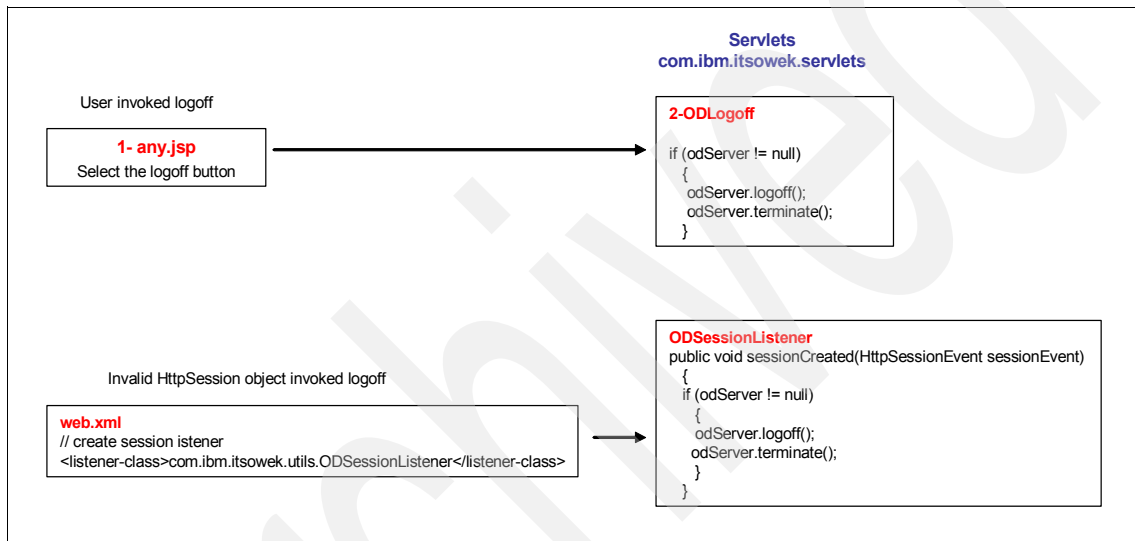 Servlets
com.ibm.itsowek.servlets
User invoked logoff
1- any.jsp
Select the logoff button
2-ODLogoff
if (odServer != null)
{
odServer.logoff();
odServer.terminate();
}
Invalid HttpSession object invoked logoff
web.xml
// create session istener
<listener-class>com.ibm.itsowek.utils.ODSessionListener</listener-class>
ODSessionListener
public void sessionCreated(HttpSessionEvent sessionEvent)
{
if (odServer != null)
{
odServer.logoff();
odServer.terminate();
}
}